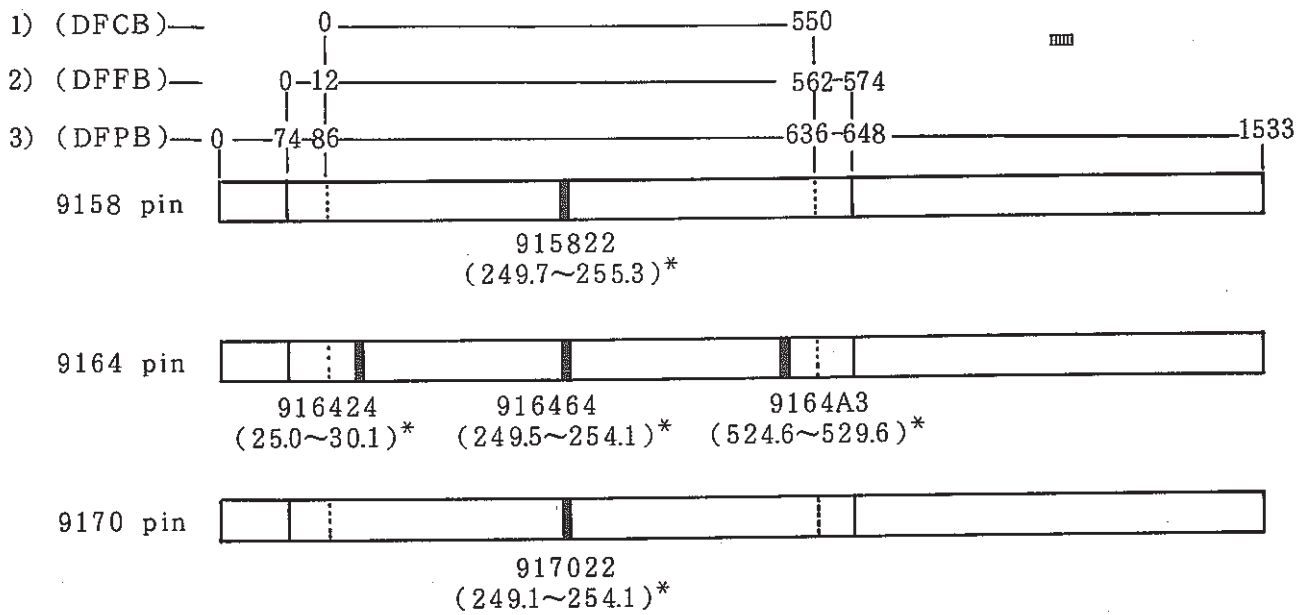 1) (DFCB) 0 550
2) (DFFB) 0-12 562-574
3) (DFPB) 0 74-86 636-648 1533
9158 pin
915822
(249.7~255.3)*
9164 pin
916424 916464 9164A3
(25.0~30.1)* (249.5~254.1)* (524.6~529.6)*
9170 pin
917022
(249.1~254.1)*